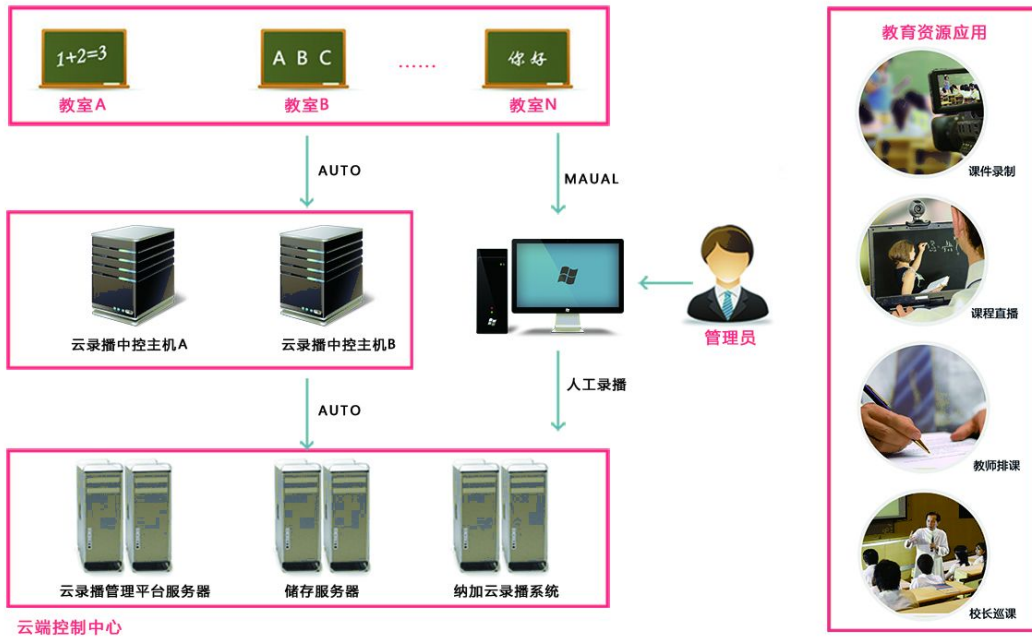 1+2=3
A B C
······
你好
教室A
教室B
教室N
AUTO
MAUAL
云录播中控主机A
云录播中控主机B
管理员
AUTO
人工录播
云录播管理平台服务器
储存服务器
纳加云录播系统
云端控制中心
教育资源应用
课件录制
课程直播
教师排课
校长巡课